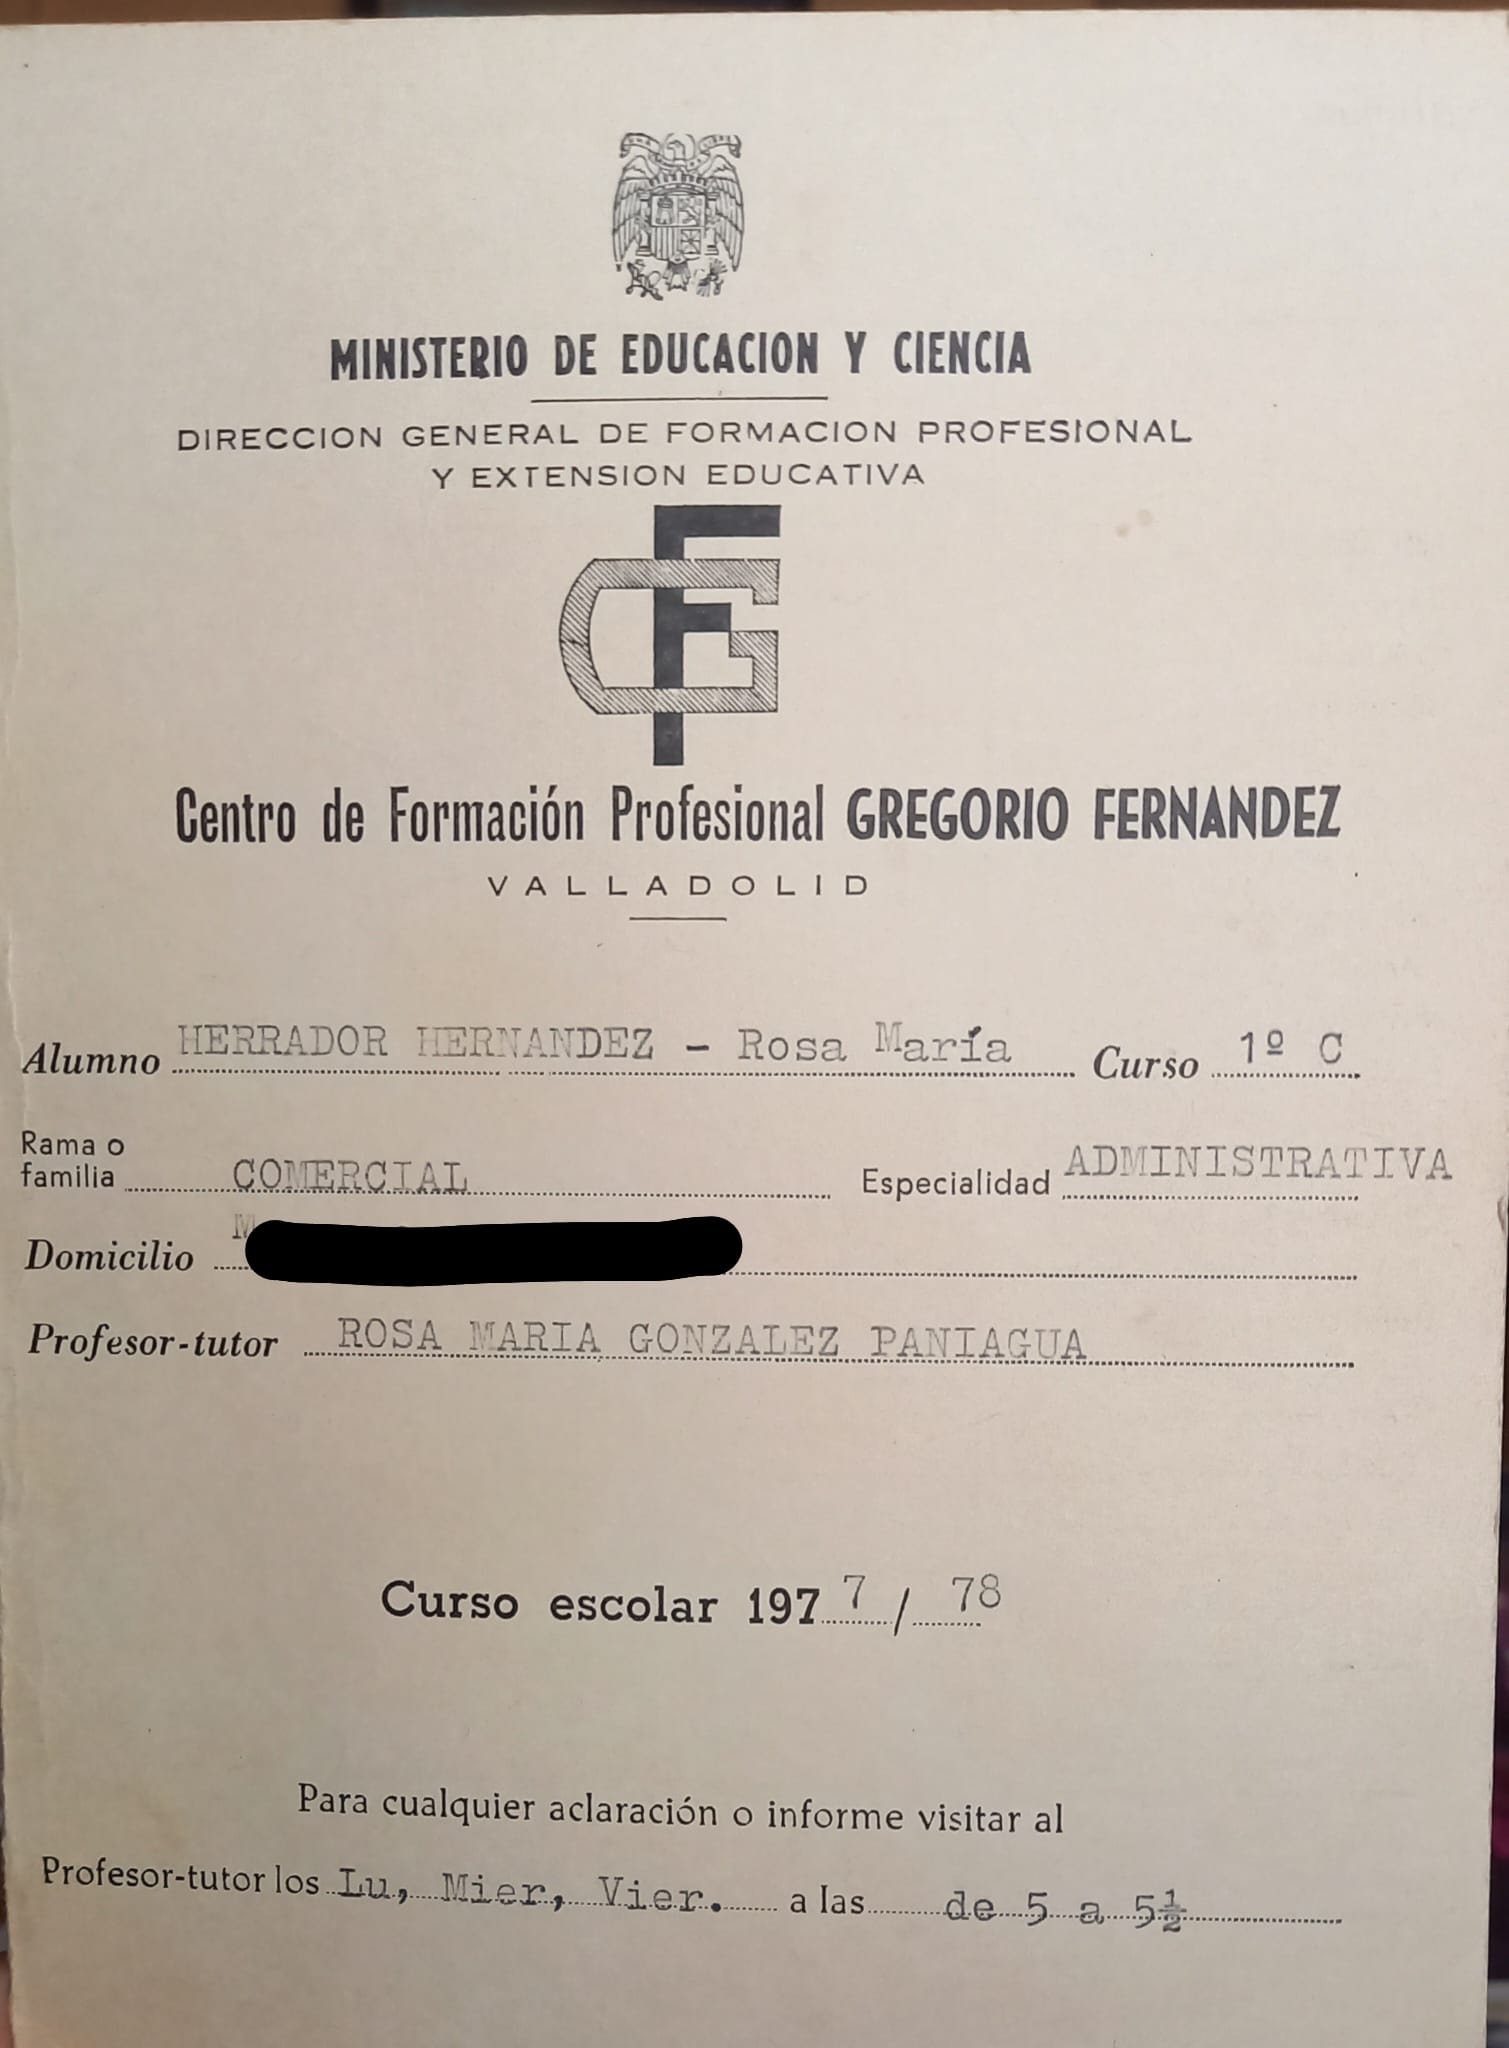 MINISTERIO DE EDUCACION Y CIENCIA
DIRECCION GENERAL DE FORMACION PROFESIONAL
Y EXTENSION EDUCATIVA
Centro de Formación Profesional GREGORIO FERNANDEZ
VALLADOLID
Alumno HERRADOR HERNANDEZ - Rosa María Curso 1º C
Rama o
familia COMERCIAL Especialidad ADMINISTRATIVA
Domicilio
Profesor-tutor ROSA MARIA GONZALEZ PANIAGUA
Curso escolar 1977 / 78
Para cualquier aclaración o informe visitar al
Profesor-tutor los Lu, Mier, Vier. a las de 5 a 5½